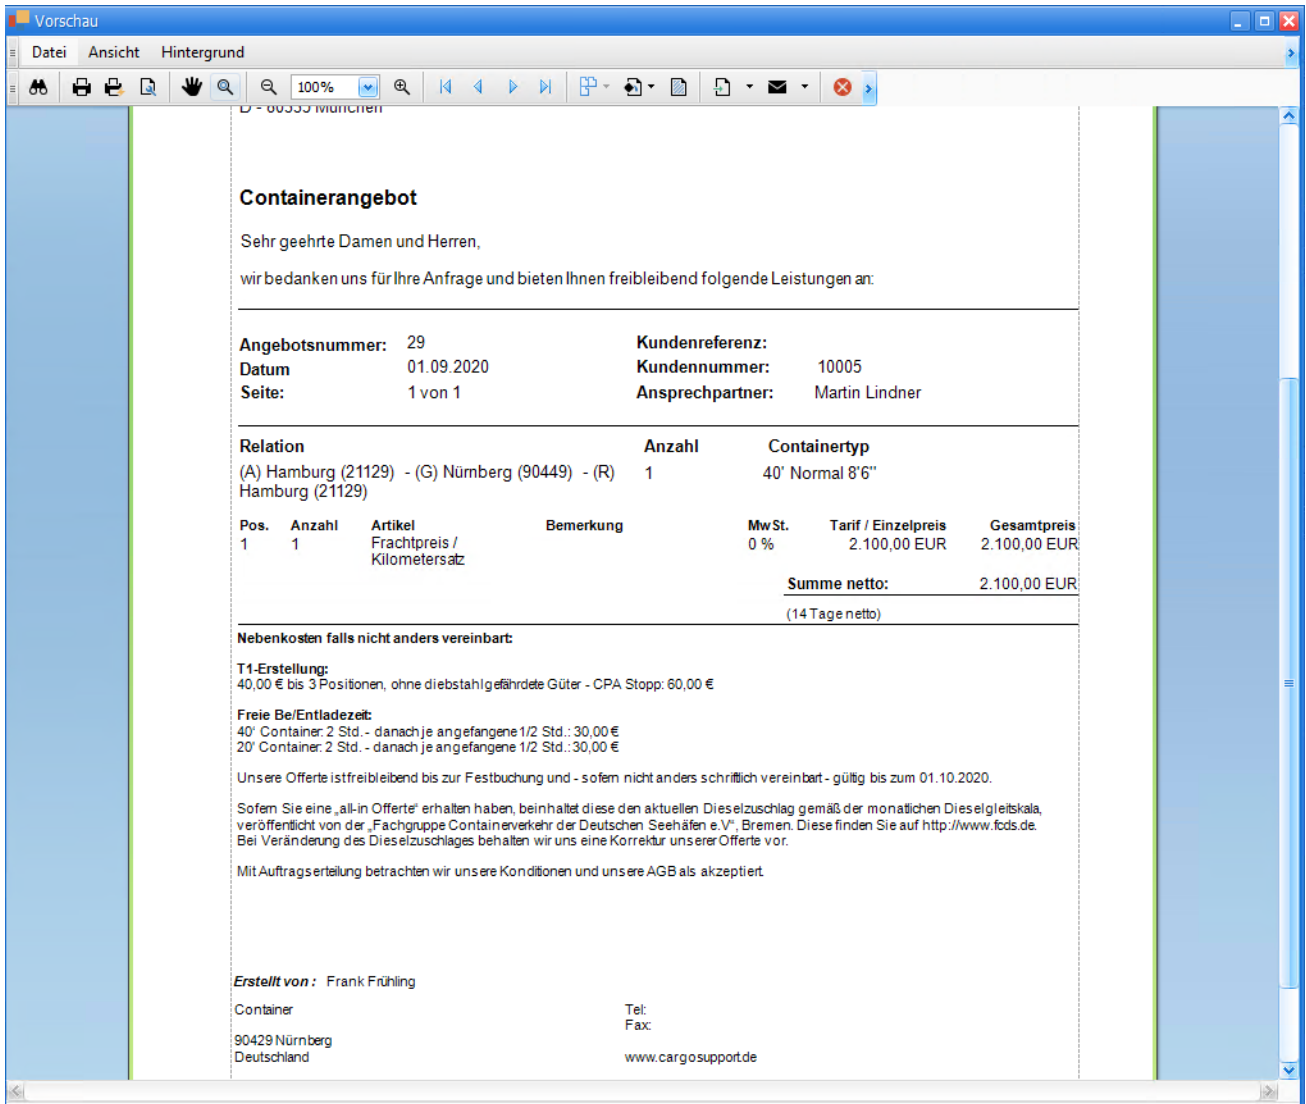 Vorschau
Datei Ansicht Hintergrund
100%
D - 80335 München
Containerangebot
Sehr geehrte Damen und Herren,
wir bedanken uns für Ihre Anfrage und bieten Ihnen freibleibend folgende Leistungen an:
Angebotsnummer: 29 Kundenreferenz:
Datum 01.09.2020 Kundennummer: 10005
Seite: 1 von 1 Ansprechpartner: Martin Lindner
Relation Anzahl Containertyp
(A) Hamburg (21129) - (G) Nürnberg (90449) - (R) 1 40' Normal 8'6"
Hamburg (21129)
Pos. Anzahl Artikel Bemerkung MwSt. Tarif / Einzelpreis Gesamtpreis
1 1 Frachtpreis / 0 % 2.100,00 EUR 2.100,00 EUR
Kilometersatz
Summe netto: 2.100,00 EUR
(14 Tage netto)
Nebenkosten falls nicht anders vereinbart:
T1-Erstellung:
40,00 € bis 3 Positionen, ohne diebstahlgefährdete Güter - CPA Stopp: 60,00 €
Freie Be/Entladezeit:
40' Container: 2 Std. - danach je angefangene 1/2 Std.: 30,00 €
20' Container: 2 Std. - danach je angefangene 1/2 Std.: 30,00 €
Unsere Offerte ist freibleibend bis zur Festbuchung und - sofern nicht anders schriftlich vereinbart - gültig bis zum 01.10.2020.
Sofern Sie eine „all-in Offerte“ erhalten haben, beinhaltet diese den aktuellen Dieselzuschlag gemäß der monatlichen Dieselgleitskala,
veröffentlicht von der „Fachgruppe Containerverkehr der Deutschen Seehäfen e.V“, Bremen. Diese finden Sie auf http://www.fcds.de.
Bei Veränderung des Dieselzuschlages behalten wir uns eine Korrektur unserer Offerte vor.
Mit Auftragserteilung betrachten wir unsere Konditionen und unsere AGB als akzeptiert.
Erstellt von : Frank Frühling
Container Tel:
Fax:
90429 Nürnberg
Deutschland www.cargosupport.de